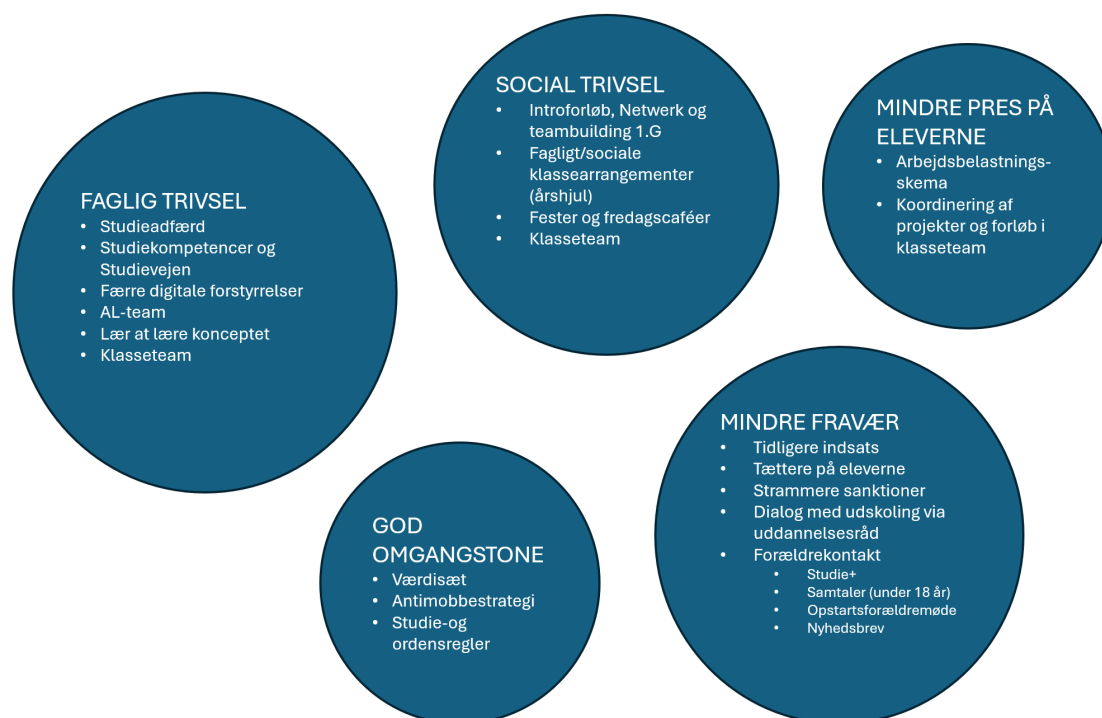 FAGLIG TRIVSEL
• Studieadfærd
• Studiekompetencer og
Studievejen
• Færre digitale forstyrrelser
• AL-team
• Lær at lære konceptet
• Klasseteam
SOCIAL TRIVSEL
• Introforløb, Netwerk og
teambuilding 1.G
• Fagligt/sociale
klassearrangementer
(årshjul)
• Fester og fredagscaféer
• Klasseteam
MINDRE PRES PÅ
ELEVERNE
• Arbejdsbelastnings-
skema
• Koordinering af
projekter og forløb i
klasseteam
GOD
OMGANGSTONE
• Værdisæt
• Antimobbestrategi
• Studie-og
ordensregler
MINDRE FRAVÆR
• Tidligere indsats
• Tættere på eleverne
• Strammere sanktioner
• Dialog med udskoling via
uddannelsesråd
• Forældrekontakt
• Studie+
• Samtaler (under 18 år)
• Opstartsforældremøde
• Nyhedsbrev